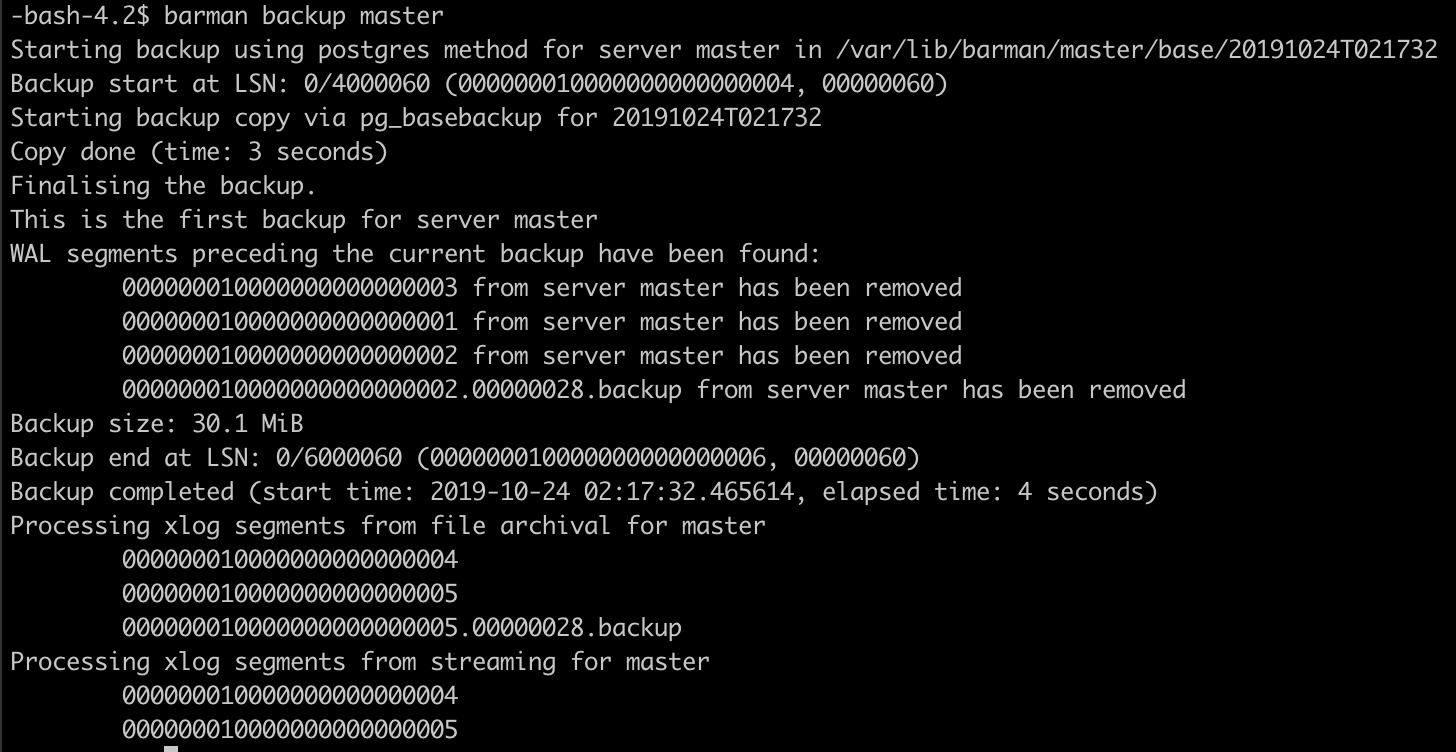 -bash-4.2$ barman backup master
Starting backup using postgres method for server master in /var/lib/barman/master/base/20191024T021732
Backup start at LSN: 0/4000060 (000000010000000000000004, 00000060)
Starting backup copy via pg_basebackup for 20191024T021732
Copy done (time: 3 seconds)
Finalising the backup.
This is the first backup for server master
WAL segments preceding the current backup have been found:
        000000010000000000000003 from server master has been removed
        000000010000000000000001 from server master has been removed
        000000010000000000000002 from server master has been removed
        000000010000000000000002.00000028.backup from server master has been removed
Backup size: 30.1 MiB
Backup end at LSN: 0/6000060 (000000010000000000000006, 00000060)
Backup completed (start time: 2019-10-24 02:17:32.465614, elapsed time: 4 seconds)
Processing xlog segments from file archival for master
        000000010000000000000004
        000000010000000000000005
        000000010000000000000005.00000028.backup
Processing xlog segments from streaming for master
        000000010000000000000004
        000000010000000000000005